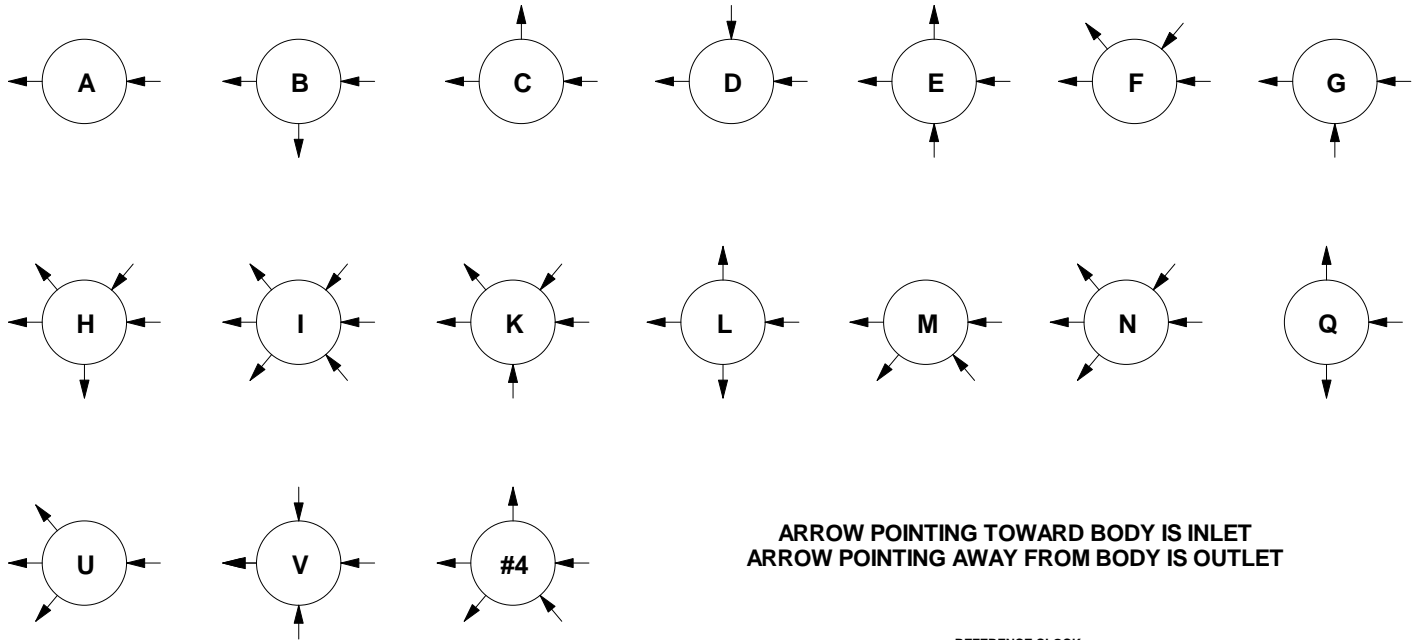 A B C D E F G
H I K L M N Q
U V #4
ARROW POINTING TOWARD BODY IS INLET
ARROW POINTING AWAY FROM BODY IS OUTLET